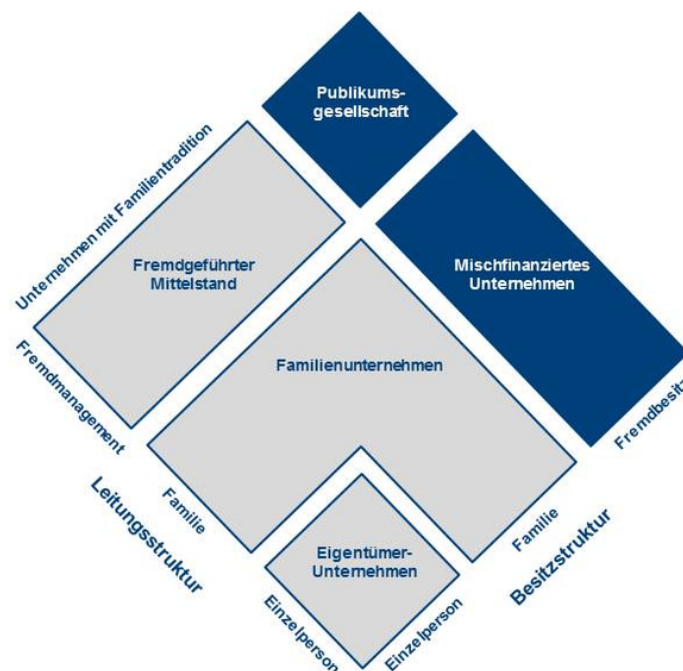 Publikums-
gesellschaft
Unternehmen mit Familientradition
Fremdgeführter
Mittelstand
Mischfinanziertes
Unternehmen
Familienunternehmen
Fremdmanagement
Fremdbesitz
Leitungsstruktur
Familie
Familie
Besitzstruktur
Eigentümer-
Unternehmen
Einzelperson
Einzelperson